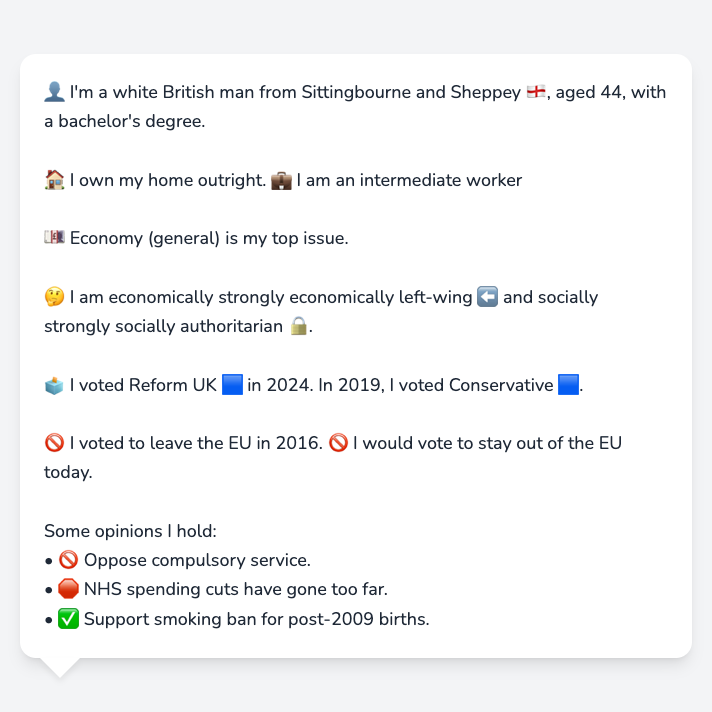 👤 I'm a white British man from Sittingbourne and Sheppey 🏴󠁧󠁢󠁥󠁮󠁧󠁿, aged 44, with
a bachelor's degree.
🏠 I own my home outright. 💼 I am an intermediate worker
💷 Economy (general) is my top issue.
🤔 I am economically strongly economically left-wing ⬅️ and socially
strongly socially authoritarian 🔒.
🗳️ I voted Reform UK 🟦 in 2024. In 2019, I voted Conservative 🟦.
🚫 I voted to leave the EU in 2016. 🚫 I would vote to stay out of the EU
today.
Some opinions I hold:
• 🚫 Oppose compulsory service.
• 🛑 NHS spending cuts have gone too far.
• ✅ Support smoking ban for post-2009 births.